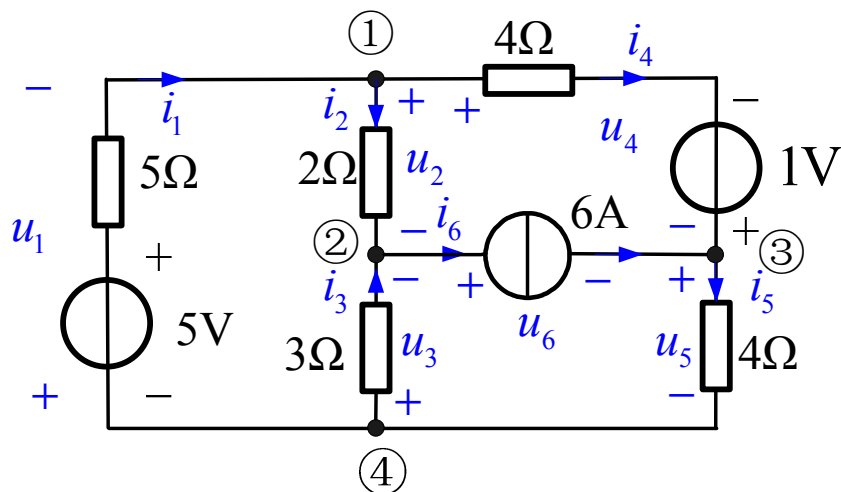 ① 4Ω i₄
− i₁ i₂ + + −
5Ω 2Ω u₂ u₄ 1V
u₁ + ② − i₆ 6A − + ③
i₃ − + − + i₅
5V 3Ω u₃ u₆ u₅ 4Ω
+ − + −
④